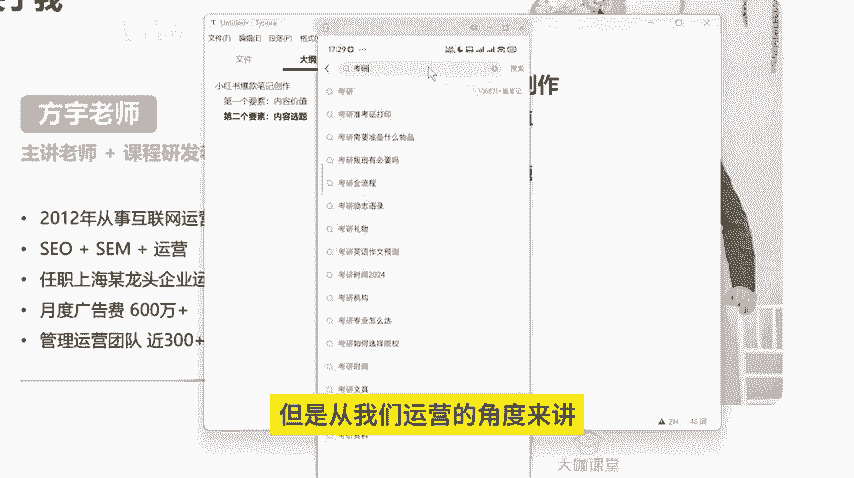 于我
方宇老师
主讲老师 + 课程研发
• 2012年从事互联网运营
• SEO + SEM + 运营
• 任职上海某龙头企业运
• 月度广告费 600万+
• 管理运营团队 近300+
Untitled - Typora
文件(F) 编辑(E) 段落(P) 格式(O)
文件 大纲
小红书爆款笔记创作
第一个要素:内容价值
第二个要素:内容选题
17:29
考研 搜索
考研
考研准考证打印
考研需要准备什么物品
考研报班有必要吗
考研全流程
考研励志语录
考研礼物
考研英语作文预测
考研时间2024
考研机构
考研专业怎么选
考研如何选择院校
考研时间
考研文具
创作
但是从我们运营的角度来讲
大咖课堂